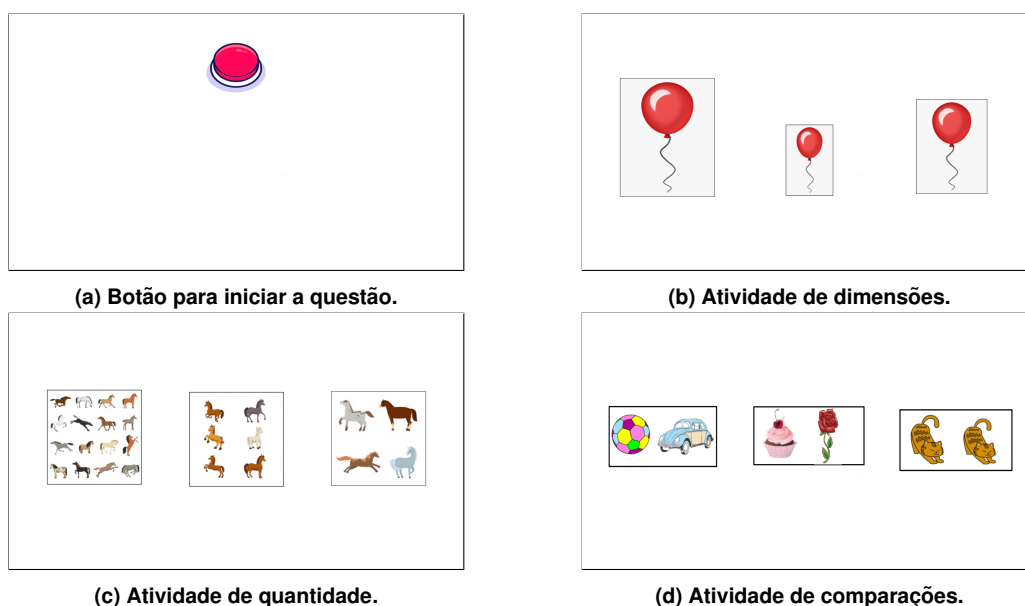 (a) Botão para iniciar a questão.
(b) Atividade de dimensões.
(c) Atividade de quantidade.
(d) Atividade de comparações.